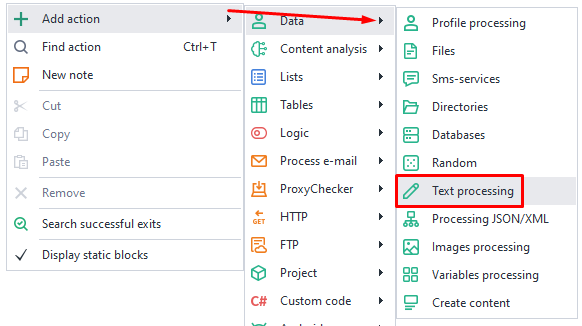 Add action
Find action Ctrl+T
New note
Cut
Copy
Paste
Remove
Search successful exits
Display static blocks
Data
Content analysis
Lists
Tables
Logic
Process e-mail
ProxyChecker
GET HTTP
FTP
Project
C# Custom code
Profile processing
Files
Sms-services
Directories
Databases
Random
Text processing
Processing JSON/XML
Images processing
Variables processing
Create content